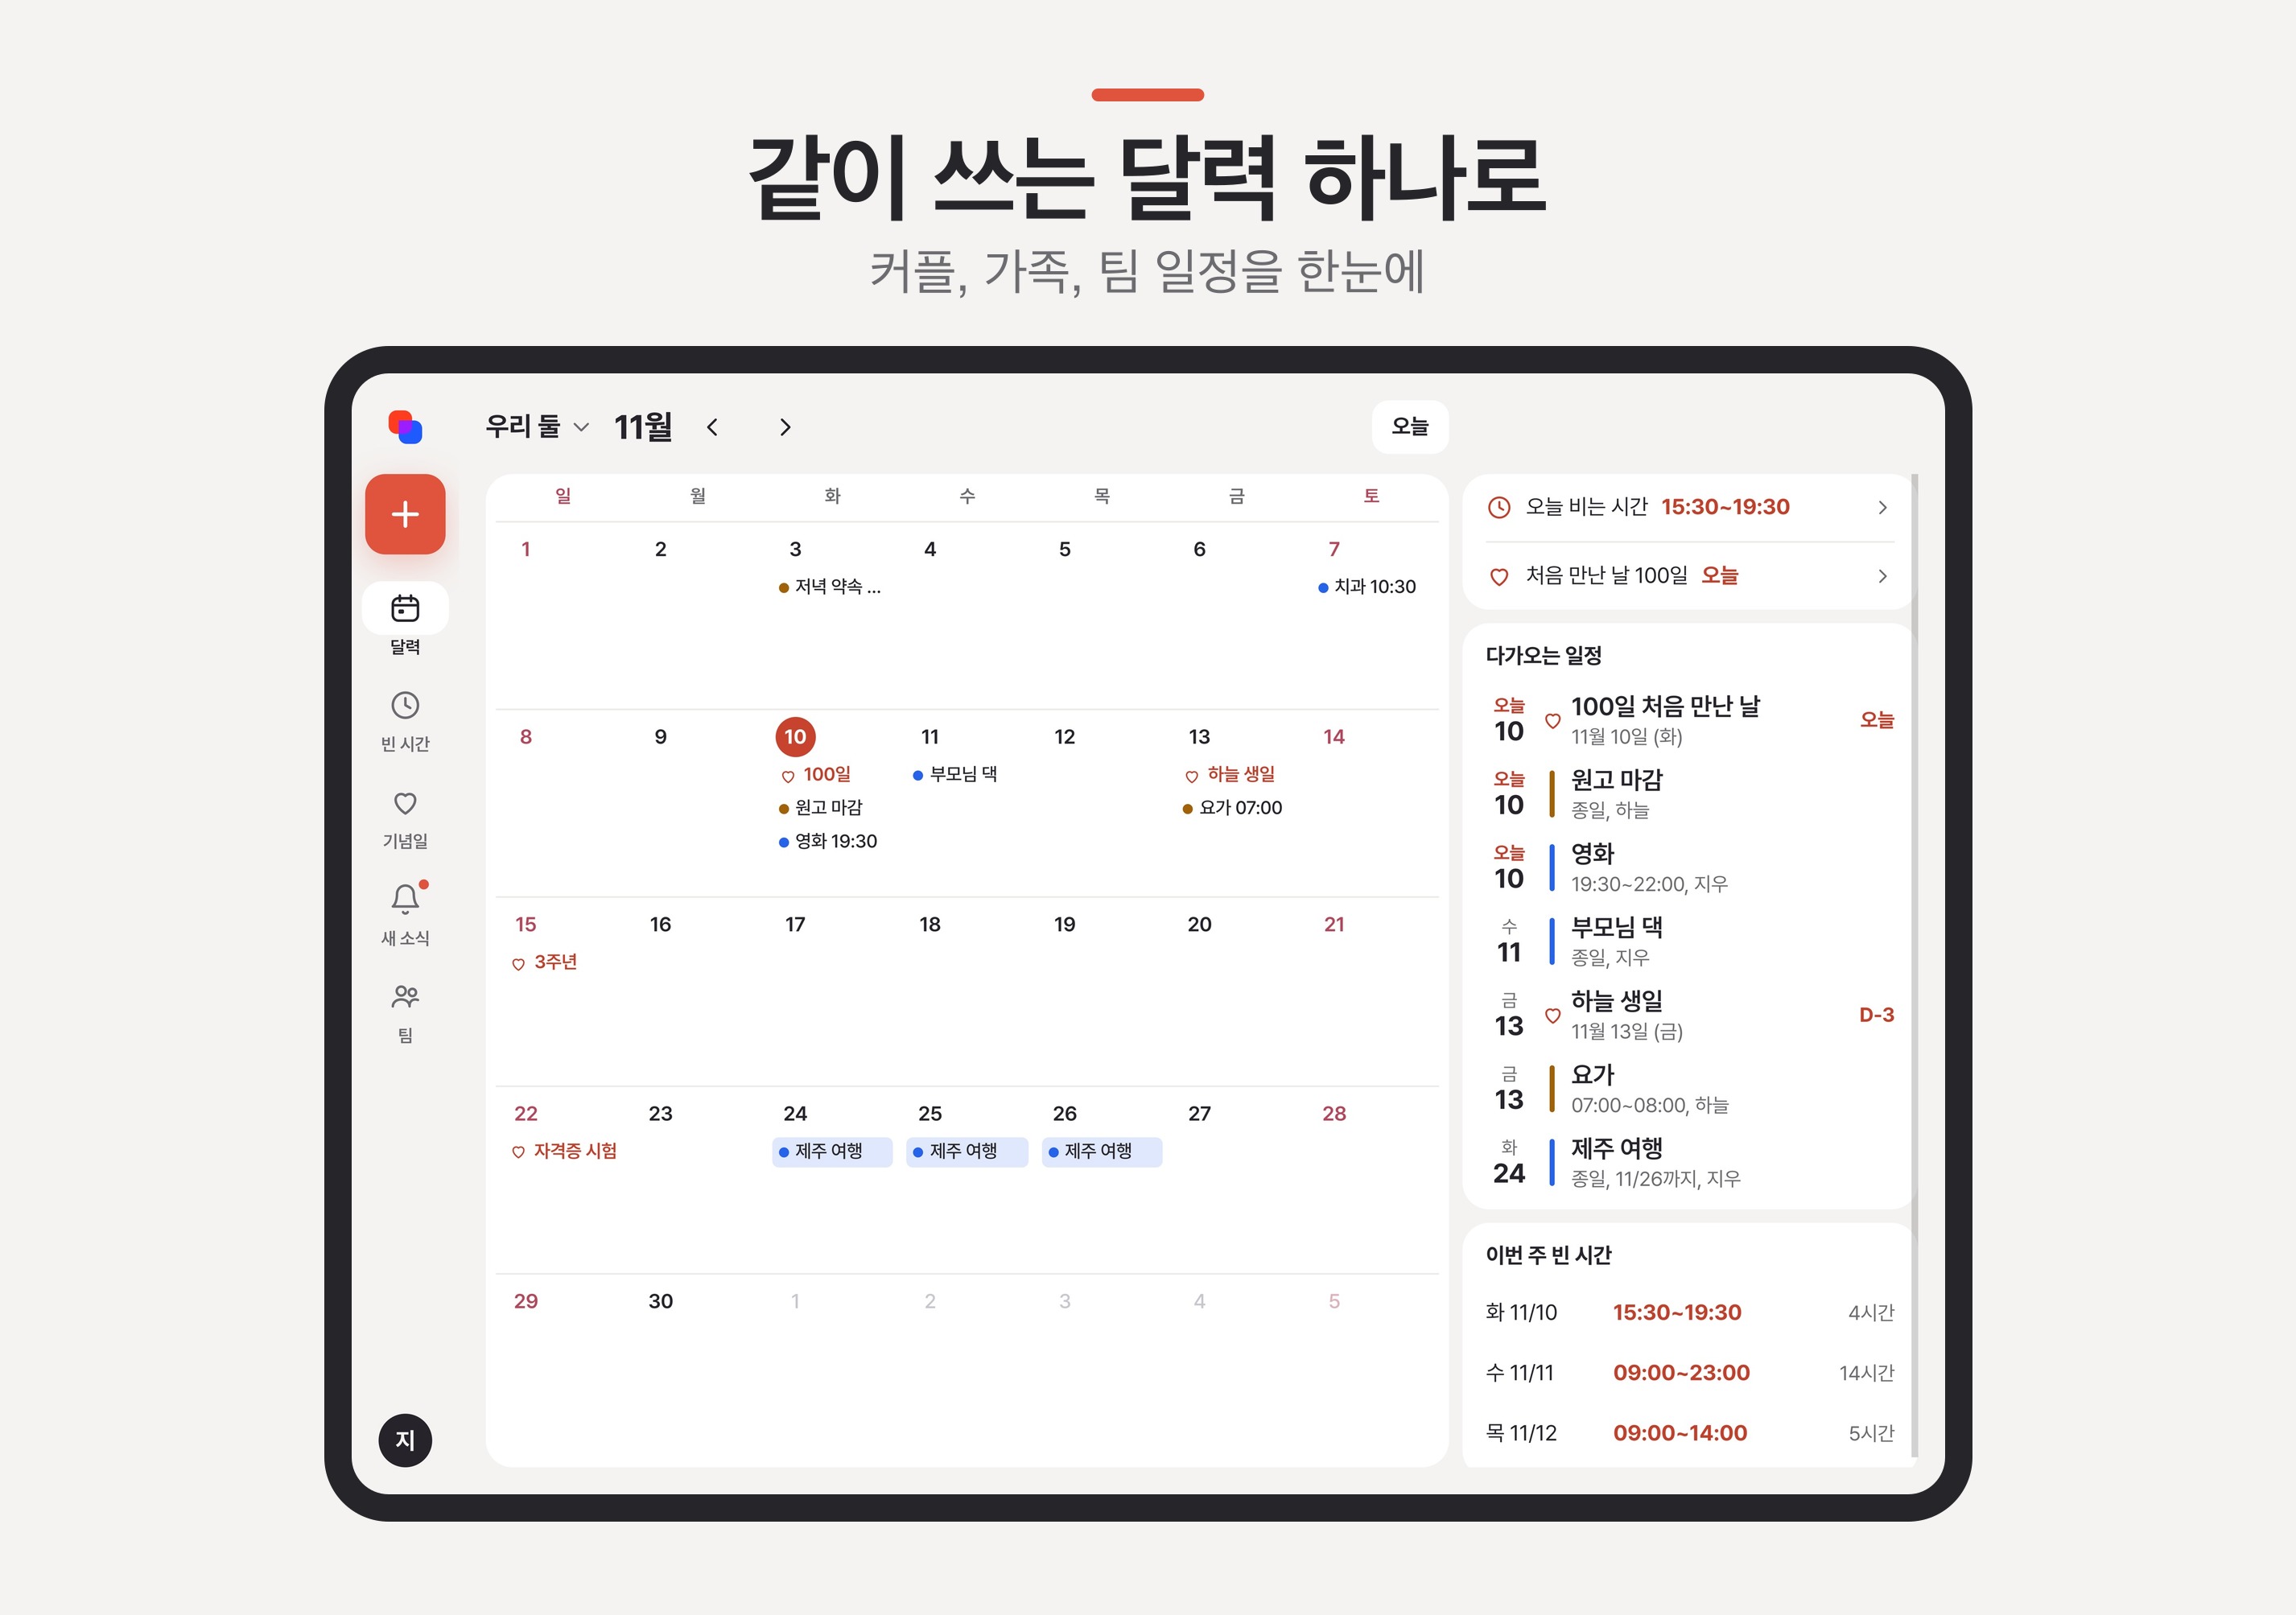 같이 쓰는 달력 하나로
커플, 가족, 팀 일정을 한눈에
우리 둘 11월 오늘
달력
빈 시간
기념일
새 소식
팀
지
일 월 화 수 목 금 토
1 2 3 4 5 6 7
저녁 약속 ... 치과 10:30
8 9 10 11 12 13 14
100일 부모님 댁 하늘 생일
원고 마감 요가 07:00
영화 19:30
15 16 17 18 19 20 21
3주년
22 23 24 25 26 27 28
자격증 시험 제주 여행 제주 여행 제주 여행
29 30 1 2 3 4 5
오늘 비는 시간 15:30~19:30
처음 만난 날 100일 오늘
다가오는 일정
오늘 10 100일 처음 만난 날 오늘
11월 10일 (화)
오늘 10 원고 마감
종일, 하늘
오늘 10 영화
19:30~22:00, 지우
수 11 부모님 댁
종일, 지우
금 13 하늘 생일 D-3
11월 13일 (금)
금 13 요가
07:00~08:00, 하늘
화 24 제주 여행
종일, 11/26까지, 지우
이번 주 빈 시간
화 11/10 15:30~19:30 4시간
수 11/11 09:00~23:00 14시간
목 11/12 09:00~14:00 5시간